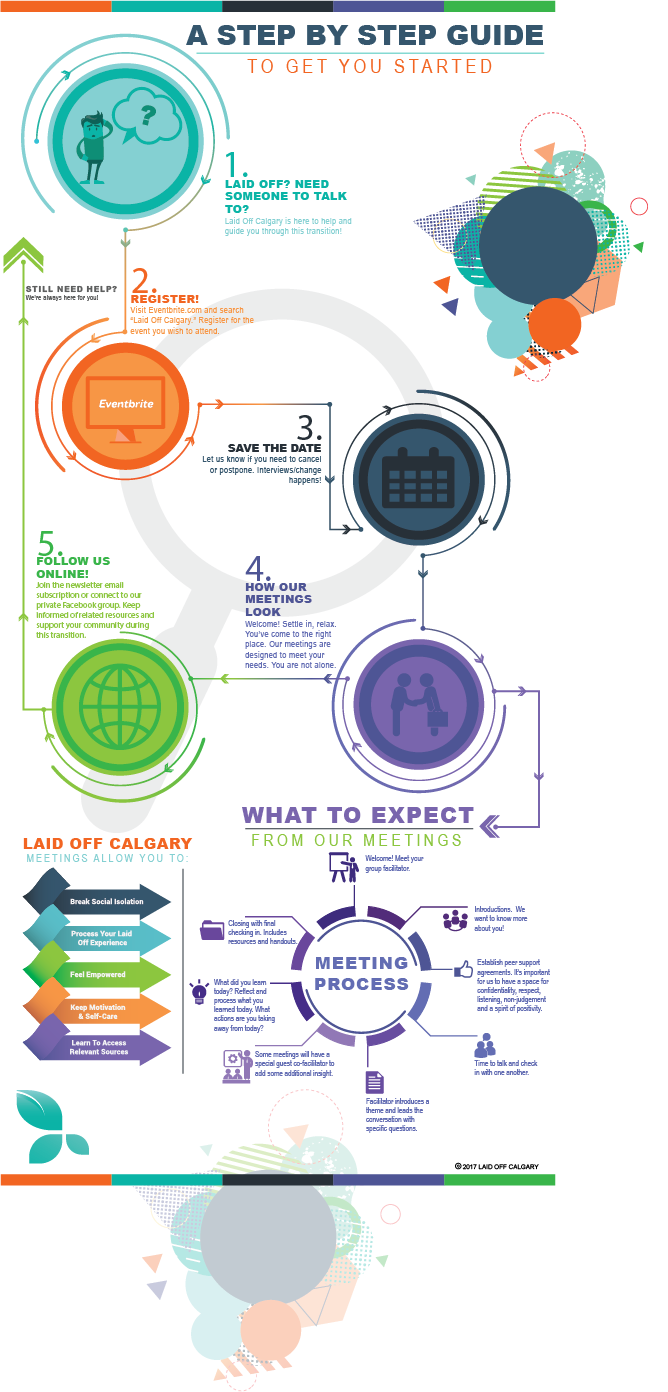 A STEP BY STEP GUIDE
TO GET YOU STARTED
?
1.
LAID OFF? NEED
SOMEONE TO TALK
TO?
Laid Off Calgary is here to help and
guide you through this transition!
STILL NEED HELP?
We're always here for you!
2.
REGISTER!
Visit Eventbrite.com and search
“Laid Off Calgary.” Register for the
event you wish to attend.
Eventbrite
3.
SAVE THE DATE
Let us know if you need to cancel
or postpone. Interviews/change
happens!
4.
HOW OUR
MEETINGS
LOOK
Welcome! Settle in, relax.
You've come to the right
place. Our meetings are
designed to meet your
needs. You are not alone.
5.
FOLLOW US
ONLINE!
Join the newsletter email
subscription or connect to our
private Facebook group. Keep
informed of related resources and
support your community during
this transition.
WHAT TO EXPECT
FROM OUR MEETINGS
LAID OFF CALGARY
MEETINGS ALLOW YOU TO:
Break Social Isolation
Process Your Laid
Off Experience
Feel Empowered
Keep Motivation
& Self-Care
Learn To Access
Relevant Sources
MEETING
PROCESS
Welcome! Meet your
group facilitator.
Introductions. We
want to know more
about you!
Establish peer support
agreements. It's important
for us to have a space for
confidentiality, respect,
listening, non-judgement
and a spirit of positivity.
Time to talk and check
in with one another.
Facilitator introduces a
theme and leads the
conversation with
specific questions.
Some meetings will have a
special guest co-facilitator to
add some additional insight.
What did you learn
today? Reflect and
process what you
learned today. What
actions are you taking
away from today?
Closing with final
checking in. Includes
resources and handouts.
© 2017 LAID OFF CALGARY